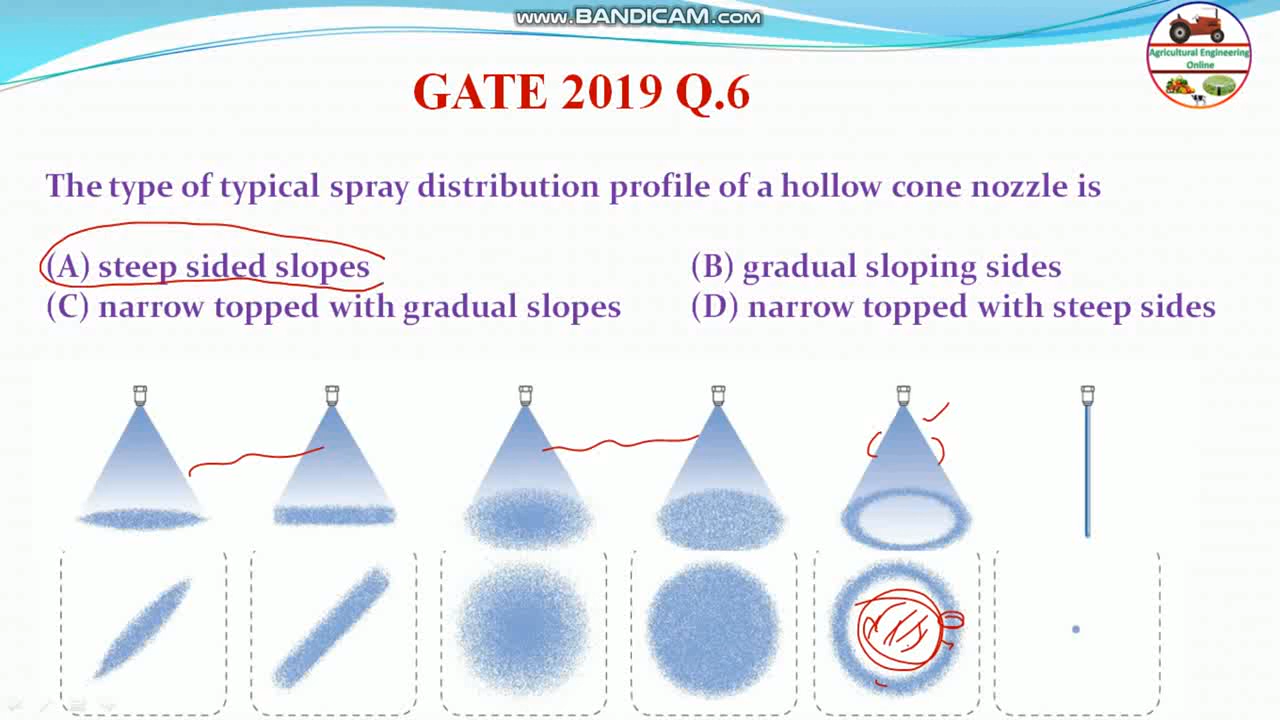 www.BANDICAM.com
Agricultural Engineering
Online
GATE 2019 Q.6
The type of typical spray distribution profile of a hollow cone nozzle is
(A) steep sided slopes (B) gradual sloping sides
(C) narrow topped with gradual slopes (D) narrow topped with steep sides